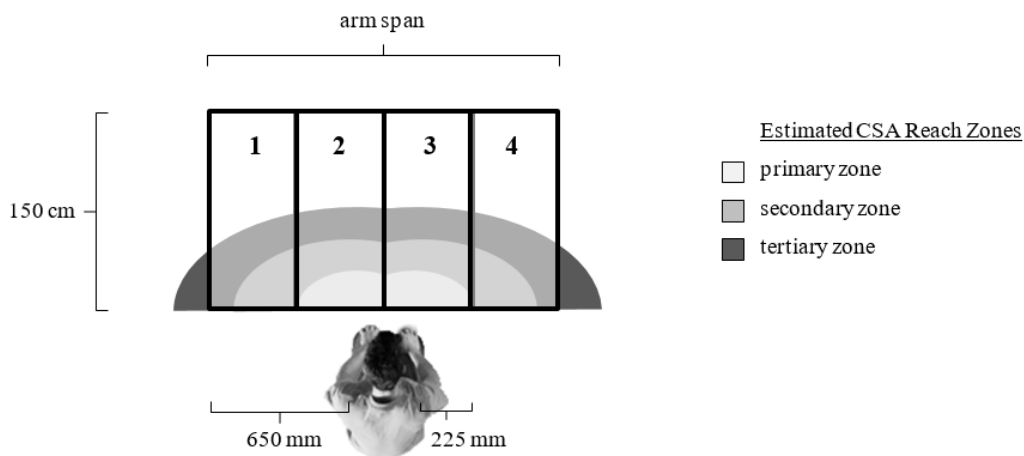 arm span
1 2 3 4
150 cm
Estimated CSA Reach Zones
primary zone
secondary zone
tertiary zone
650 mm
225 mm